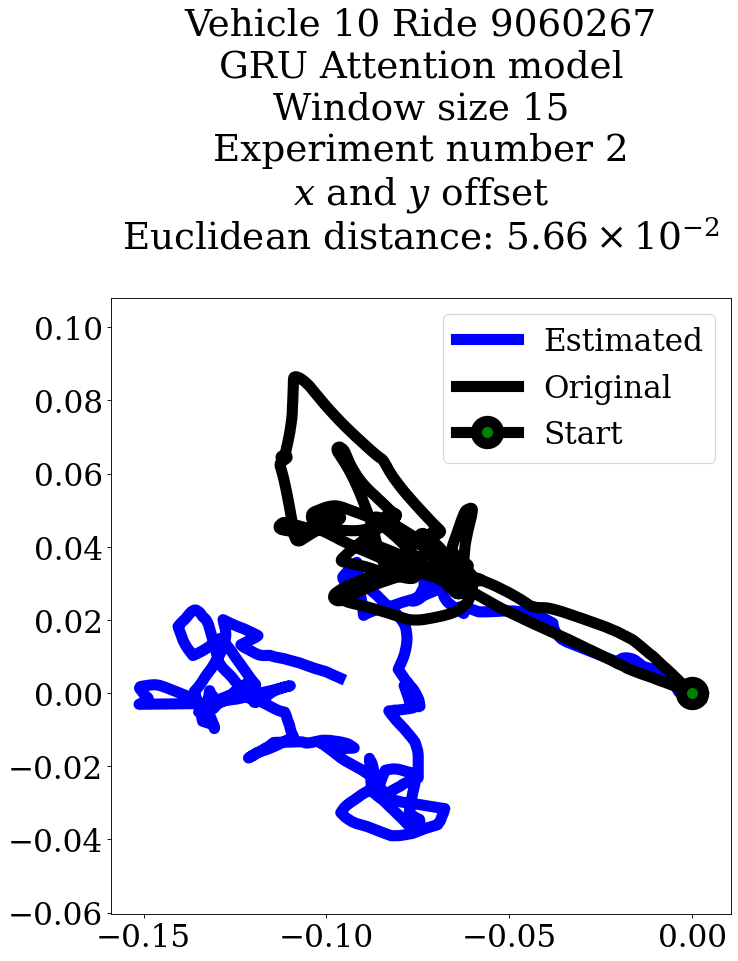 Vehicle 10 Ride 9060267
GRU Attention model
Window size 15
Experiment number 2
x and y offset
Euclidean distance: 5.66 × 10⁻²
Estimated
Original
Start
0.10
0.08
0.06
0.04
0.02
0.00
−0.02
−0.04
−0.06
−0.15
−0.10
−0.05
0.00